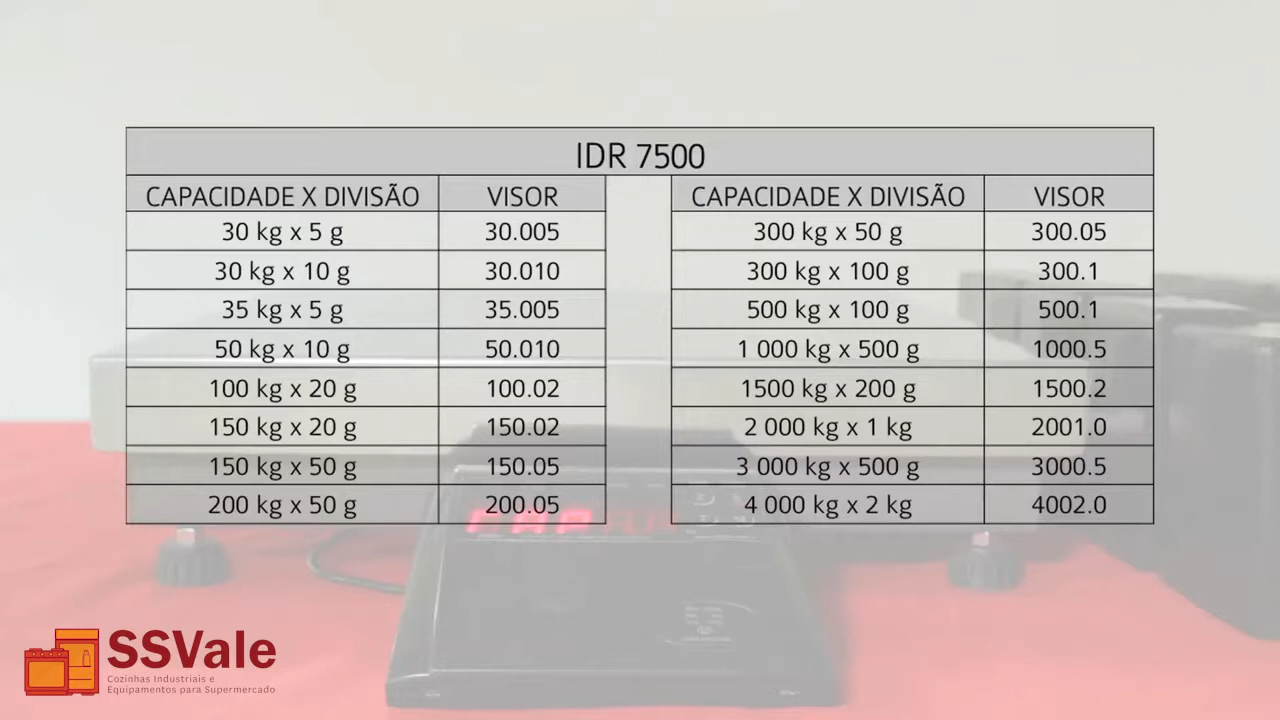 IDR 7500
CAPACIDADE X DIVISÃO VISOR
30 kg x 5 g 30.005
30 kg x 10 g 30.010
35 kg x 5 g 35.005
50 kg x 10 g 50.010
100 kg x 20 g 100.02
150 kg x 20 g 150.02
150 kg x 50 g 150.05
200 kg x 50 g 200.05
CAPACIDADE X DIVISÃO VISOR
300 kg x 50 g 300.05
300 kg x 100 g 300.1
500 kg x 100 g 500.1
1 000 kg x 500 g 1000.5
1500 kg x 200 g 1500.2
2 000 kg x 1 kg 2001.0
3 000 kg x 500 g 3000.5
4 000 kg x 2 kg 4002.0
CAP
SSVale
Cozinhas Industriais e
Equipamentos para Supermercado